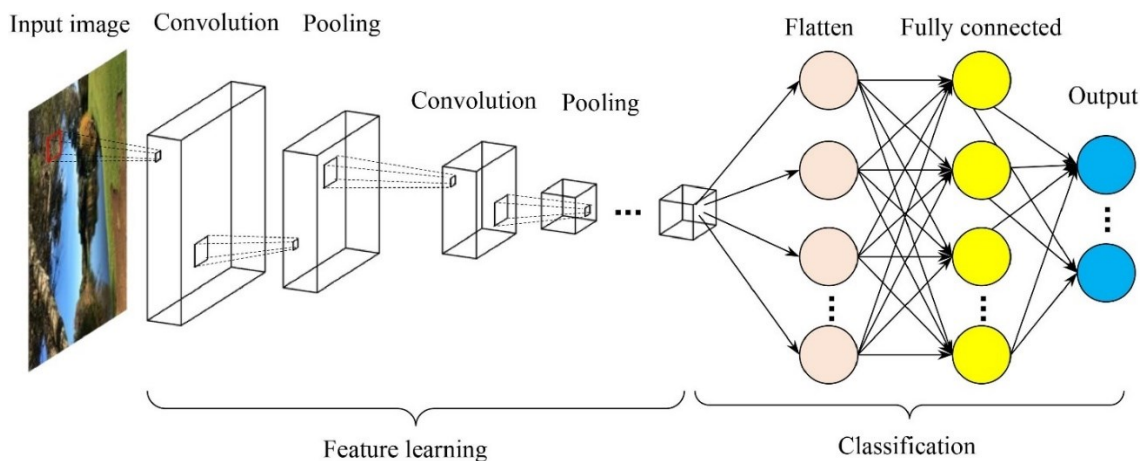 Input image
Convolution
Pooling
Convolution
Pooling
Flatten
Fully connected
Output
Feature learning
Classification